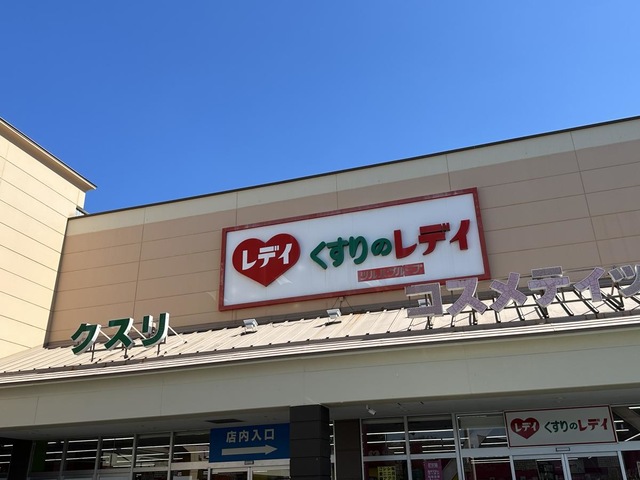 レデイ
くすりのレデイ
クスリ
コスメティッ
店内入口
レデイ
くすりのレデイ